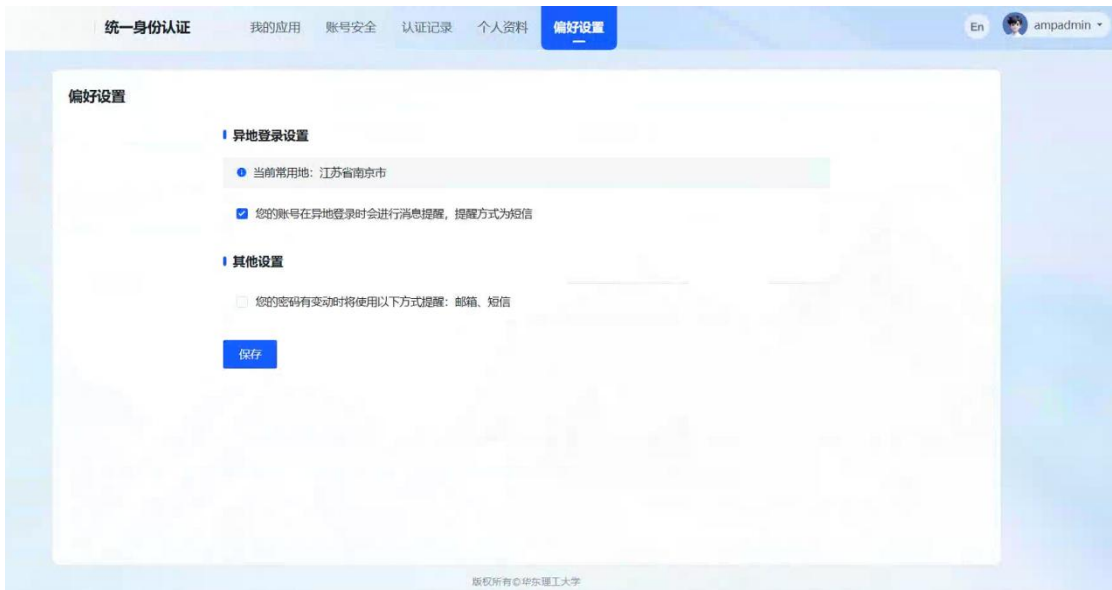 统一身份认证 我的应用 账号安全 认证记录 个人资料 偏好设置 En ampadmin
偏好设置
异地登录设置
当前常用地：江苏省南京市
您的账号在异地登录时会进行消息提醒，提醒方式为短信
其他设置
您的密码有变动时将使用以下方式提醒：邮箱、短信
保存
版权所有©华东理工大学